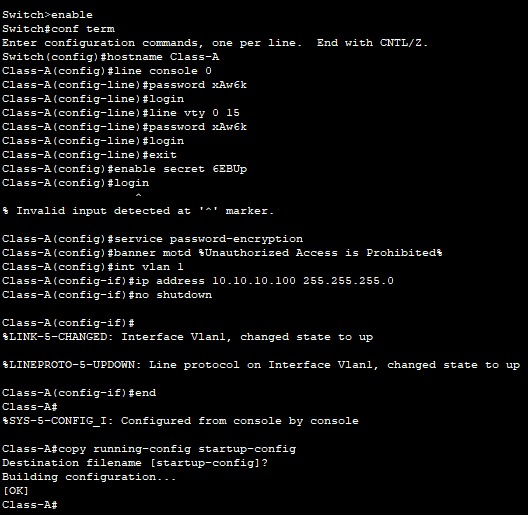 Switch>enable
Switch#conf term
Enter configuration commands, one per line.  End with CNTL/Z.
Switch(config)#hostname Class-A
Class-A(config)#line console 0
Class-A(config-line)#password xAw6k
Class-A(config-line)#login
Class-A(config-line)#line vty 0 15
Class-A(config-line)#password xAw6k
Class-A(config-line)#login
Class-A(config-line)#exit
Class-A(config)#enable secret 6EBUp
Class-A(config)#login
^
% Invalid input detected at '^' marker.
Class-A(config)#service password-encryption
Class-A(config)#banner motd %Unauthorized Access is Prohibited%
Class-A(config)#int vlan 1
Class-A(config-if)#ip address 10.10.10.100 255.255.255.0
Class-A(config-if)#no shutdown
Class-A(config-if)#
%LINK-5-CHANGED: Interface Vlan1, changed state to up
%LINEPROTO-5-UPDOWN: Line protocol on Interface Vlan1, changed state to up
Class-A(config-if)#end
Class-A#
%SYS-5-CONFIG_I: Configured from console by console
Class-A#copy running-config startup-config
Destination filename [startup-config]?
Building configuration...
[OK]
Class-A#